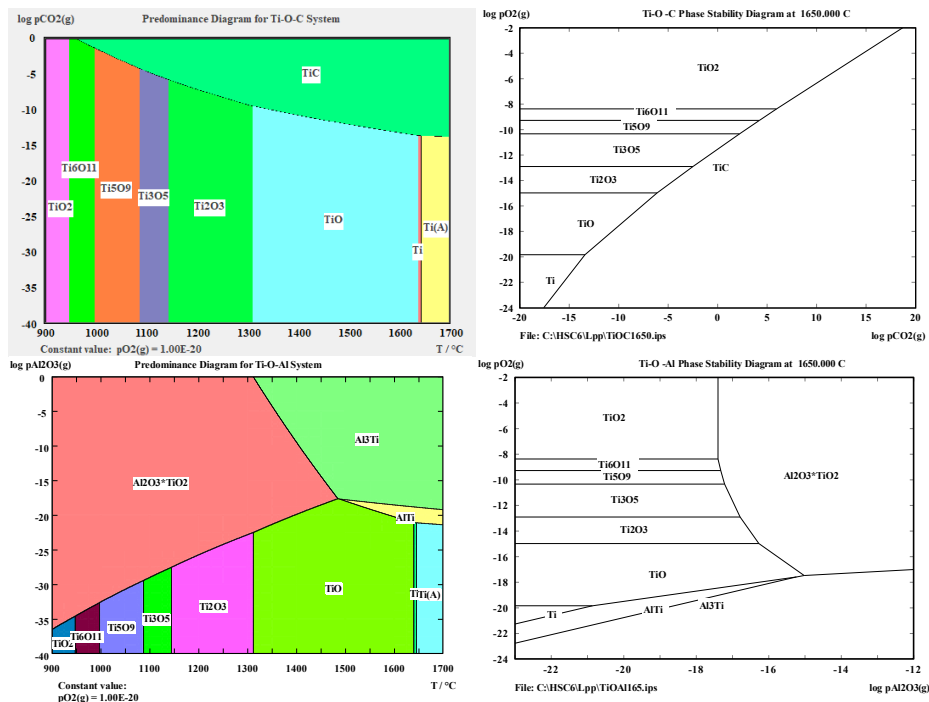 log pCO2(g)
Predominance Diagram for Ti-O-C System
0
-5
-10
-15
-20
-25
-30
-35
-40
TiC
Ti6O11
TiO2
Ti5O9
Ti3O5
Ti2O3
TiO
Ti(A)
Ti
900 1000 1100 1200 1300 1400 1500 1600 1700
Constant value: pO2(g) = 1.00E-20
T / °C
log pO2(g)
Ti-O -C Phase Stability Diagram at 1650.000 C
-2
-4
-6
-8
-10
-12
-14
-16
-18
-20
-22
-24
TiO2
Ti6O11
Ti5O9
Ti3O5
TiC
Ti2O3
TiO
Ti
-20 -15 -10 -5 0 5 10 15 20
File: C:\HSC6\Lpp\TiOC1650.ips
log pCO2(g)
log pAl2O3(g)
Predominance Diagram for Ti-O-Al System
0
-5
-10
-15
-20
-25
-30
-35
-40
Al3Ti
Al2O3*TiO2
AlTi
TiO
Ti
Ti(A)
Ti2O3
Ti3O5
Ti5O9
Ti6O11
TiO2
900 1000 1100 1200 1300 1400 1500 1600 1700
Constant value:
pO2(g) = 1.00E-20
T / °C
log pO2(g)
Ti-O -Al Phase Stability Diagram at 1650.000 C
-2
-4
-6
-8
-10
-12
-14
-16
-18
-20
-22
-24
TiO2
Ti6O11
Ti5O9
Al2O3*TiO2
Ti3O5
Ti2O3
TiO
Ti
AlTi
Al3Ti
-22 -20 -18 -16 -14 -12
File: C:\HSC6\Lpp\TiOAl165.ips
log pAl2O3(g)